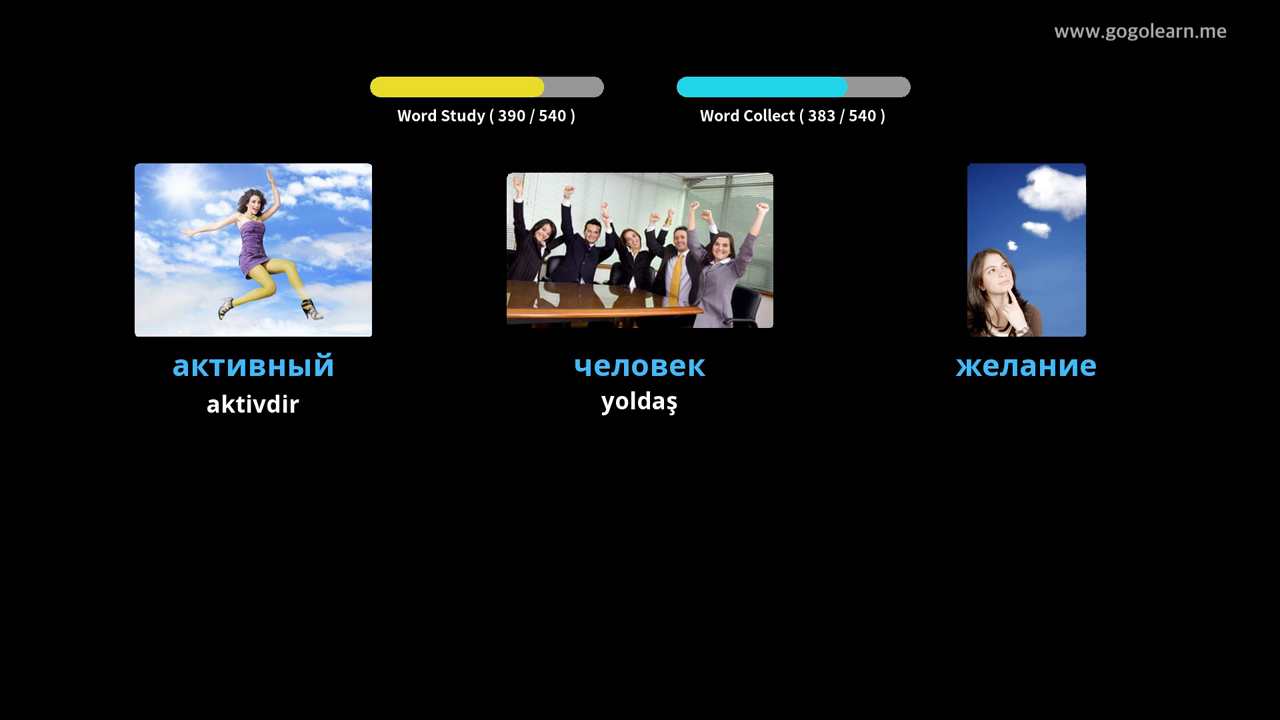 www.gogolearn.me
Word Study ( 390 / 540 )
Word Collect ( 383 / 540 )
активный
человек
желание
aktivdir
yoldaş